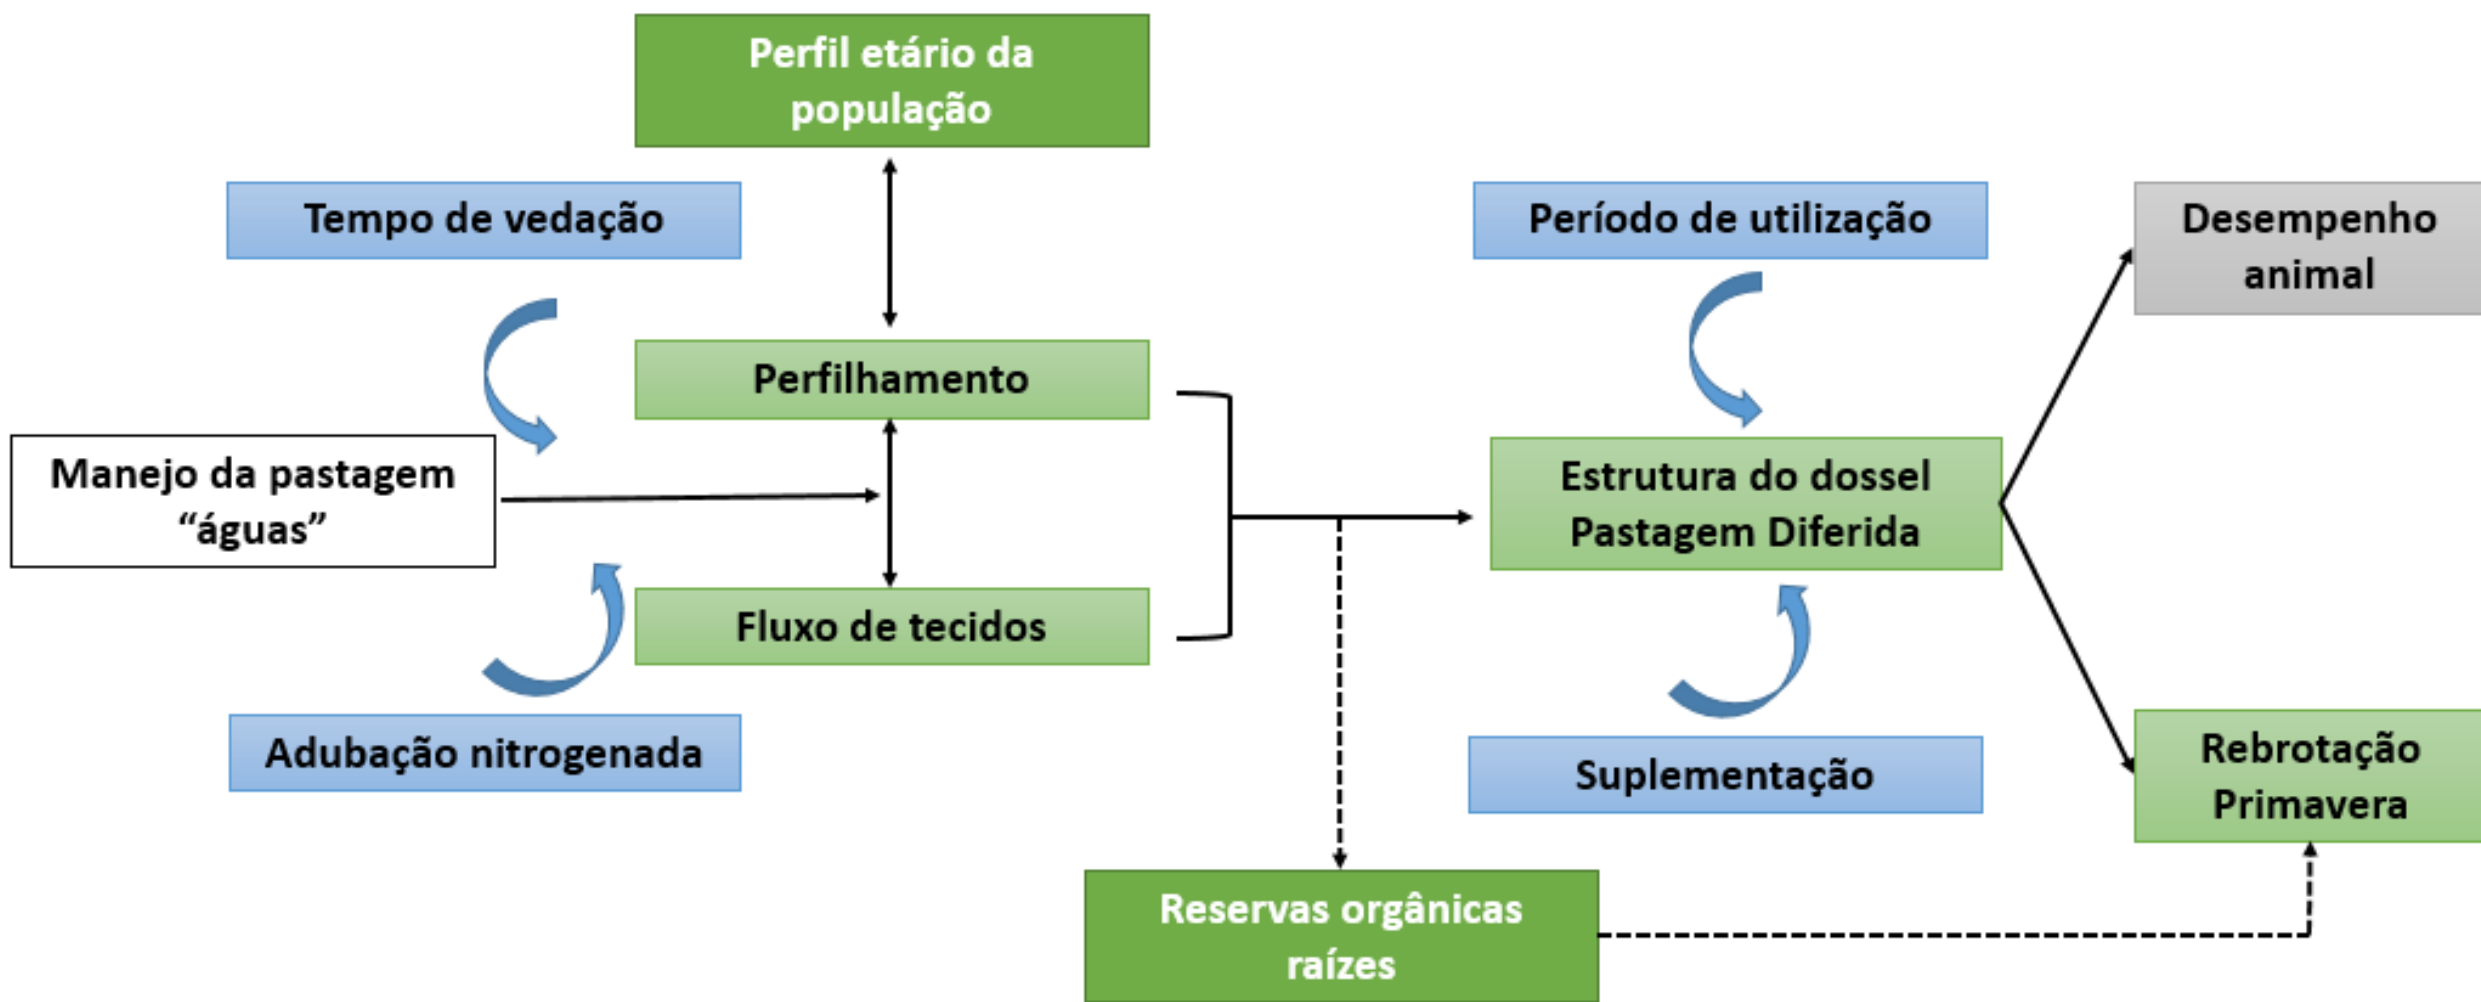 Perfil etário da
população
Tempo de vedação
Período de utilização
Desempenho
animal
Perfilhamento
Manejo da pastagem
“águas”
Estrutura do dossel
Pastagem Diferida
Fluxo de tecidos
Adubação nitrogenada
Suplementação
Rebrotação
Primavera
Reservas orgânicas
raízes